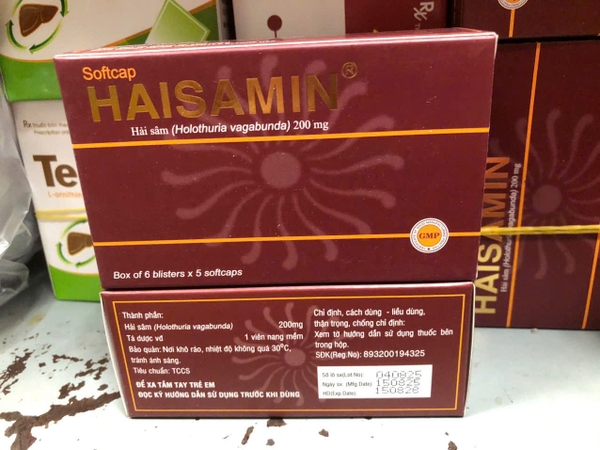 Softcap
HAISAMIN®
Hải sâm (Holothuria vagabunda) 200 mg
GMP
Box of 6 blisters x 5 softcaps
Thành phần:
Hải sâm (Holothuria vagabunda) 200mg
Tá dược vđ 1 viên nang mềm
Bảo quản: Nơi khô ráo, nhiệt độ không quá 30°C,
tránh ánh sáng.
Tiêu chuẩn: TCCS
ĐỂ XA TẦM TAY TRẺ EM
ĐỌC KỸ HƯỚNG DẪN SỬ DỤNG TRƯỚC KHI DÙNG
Chỉ định, cách dùng - liều dùng,
thận trọng, chống chỉ định:
Xem tờ hướng dẫn sử dụng thuốc bên
trong hộp.
SDK(Reg.No): 893200194325
Số lô sx(Lot No): 040825
Ngày sx (Mfg.Date): 150825
HD(Exp.Date): 150828
Rx
Te
HAISAMIN
Hải sâm (Holothuria vagabunda) 200 mg